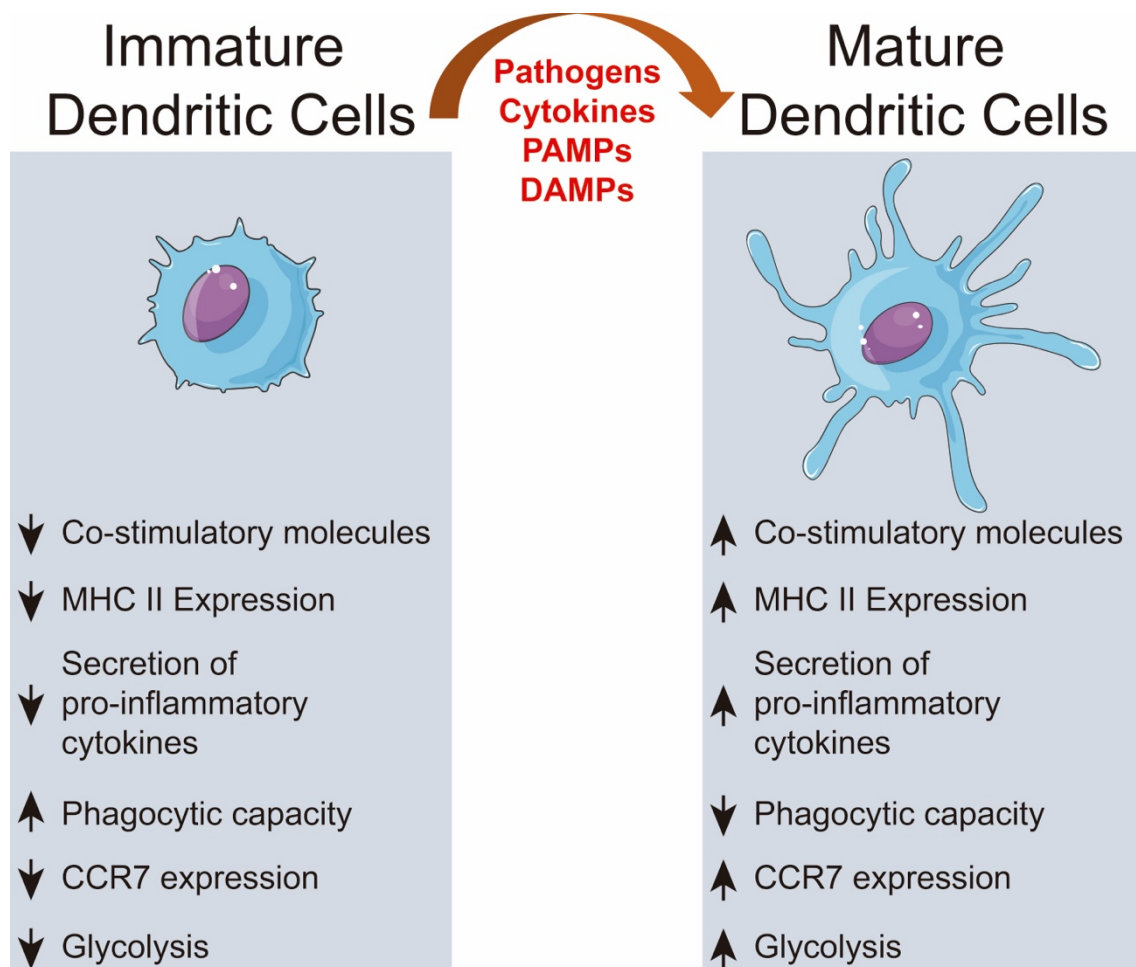 Immature
Dendritic Cells
Pathogens
Cytokines
PAMPs
DAMPs
Mature
Dendritic Cells
Co-stimulatory molecules
MHC II Expression
Secretion of
pro-inflammatory
cytokines
Phagocytic capacity
CCR7 expression
Glycolysis
Co-stimulatory molecules
MHC II Expression
Secretion of
pro-inflammatory
cytokines
Phagocytic capacity
CCR7 expression
Glycolysis